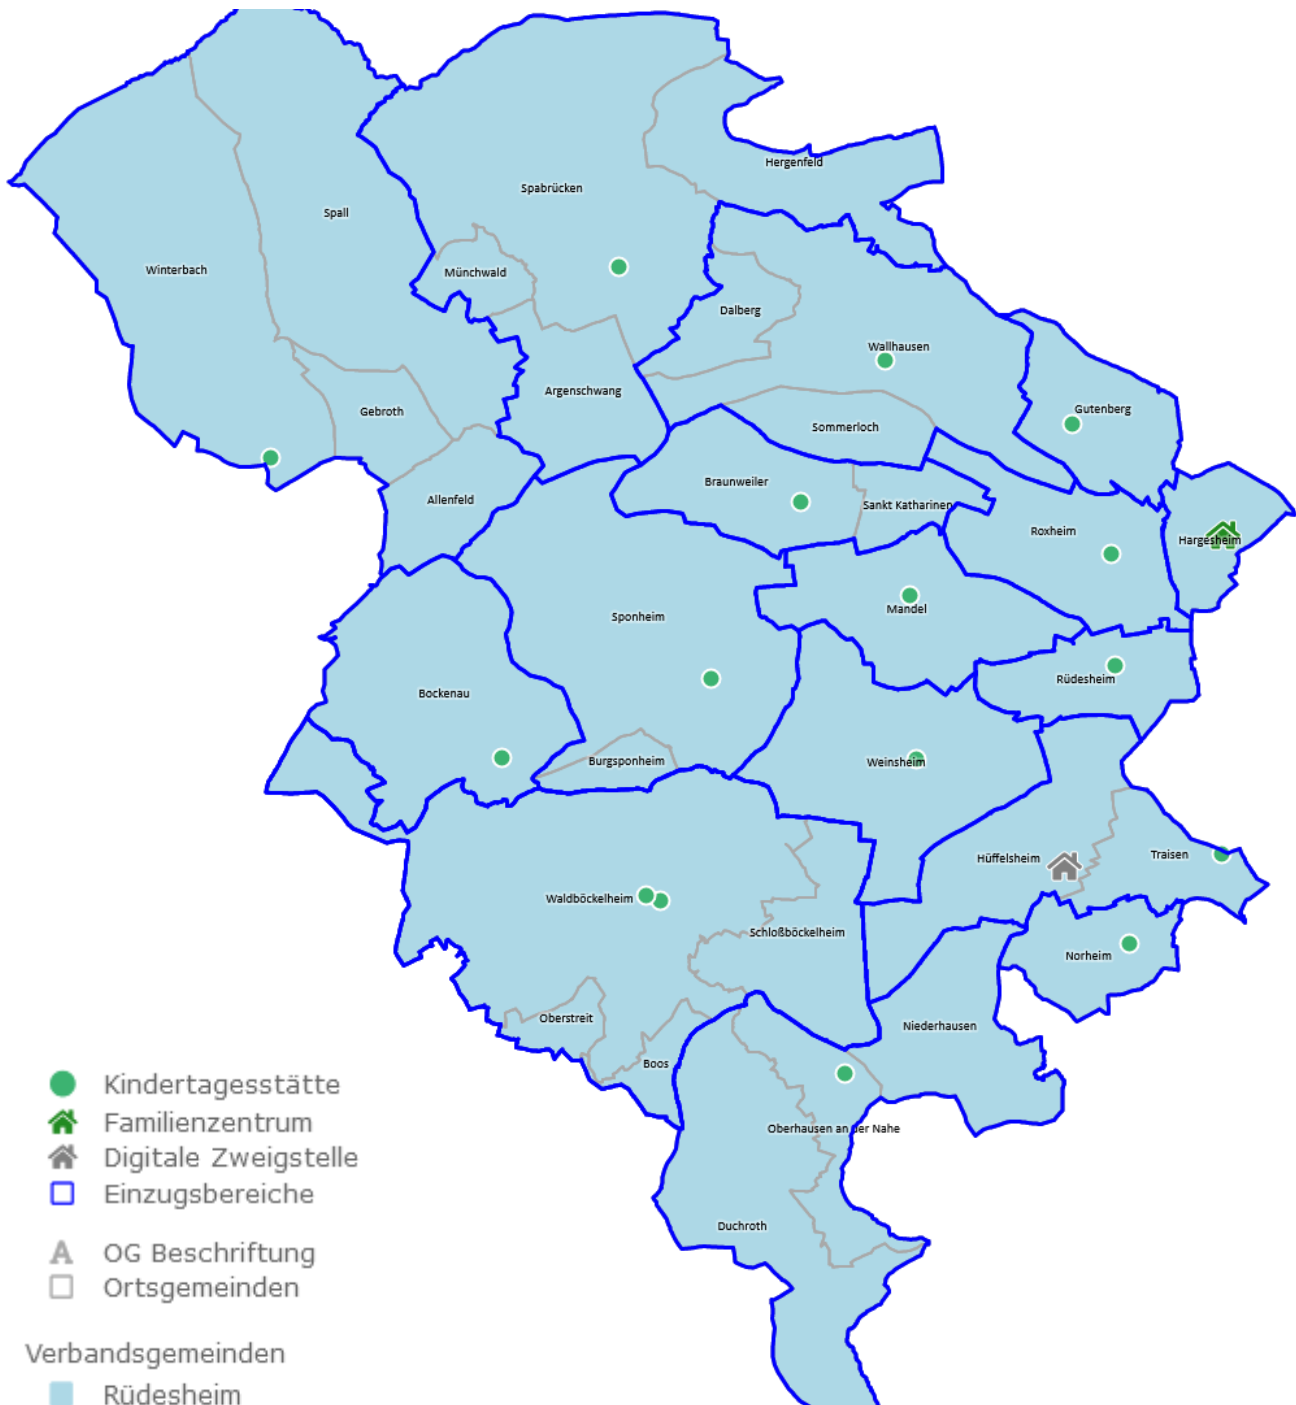 Hergenfeld
Spabrücken
Spall
Winterbach
Münchwald
Dalberg
Wallhausen
Argenschwang
Gebroth
Gutenberg
Sommerloch
Braunweiler
Allenfeld
Sankt Katharinen
Roxheim
Hargesheim
Mandel
Sponheim
Rüdesheim
Bockenau
Burgsponheim
Weinsheim
Hüffelsheim
Traisen
Waldböckelheim
Schloßböckelheim
Norheim
Oberstreit
Niederhausen
Boos
Oberhausen an der Nahe
Duchroth
Kindertagesstätte
Familienzentrum
Digitale Zweigstelle
Einzugsbereiche
A OG Beschriftung
Ortsgemeinden
Verbandsgemeinden
Rüdesheim